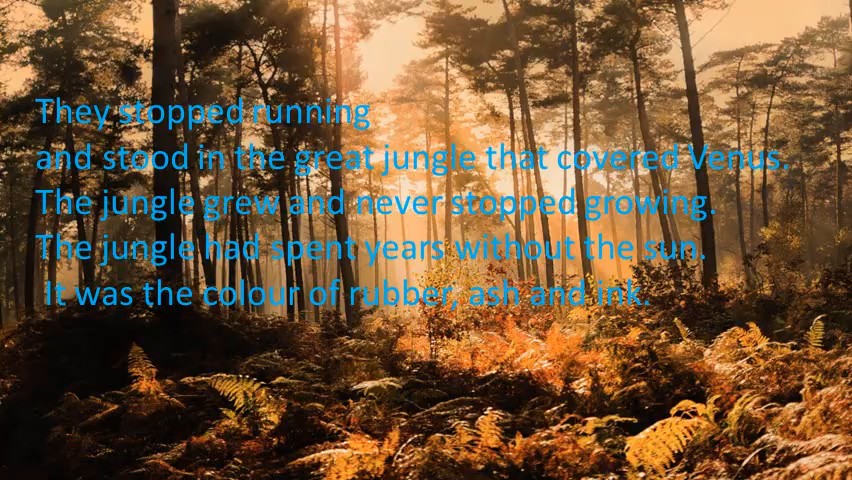 They stopped running
and stood in the great jungle that covered Venus.
The jungle grew and never stopped growing.
The jungle had spent years without the sun.
It was the colour of rubber, ash and ink.